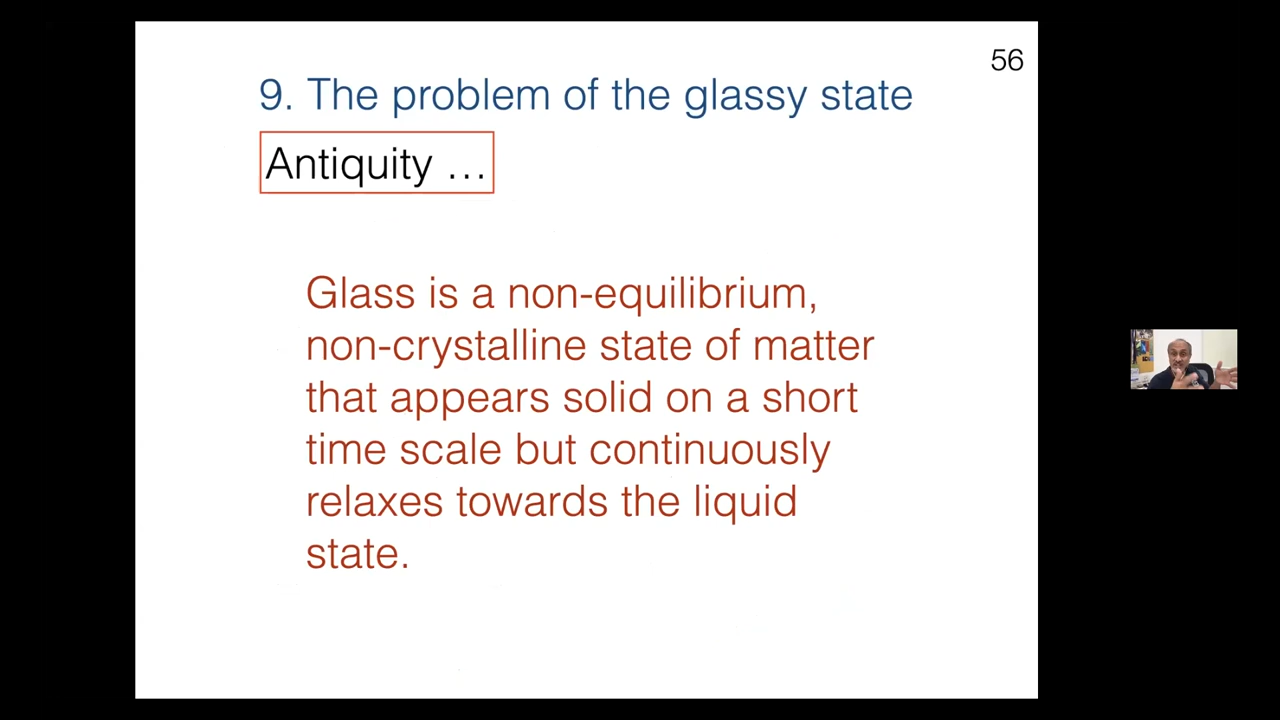 56
9. The problem of the glassy state
Antiquity …
Glass is a non-equilibrium,
non-crystalline state of matter
that appears solid on a short
time scale but continuously
relaxes towards the liquid
state.